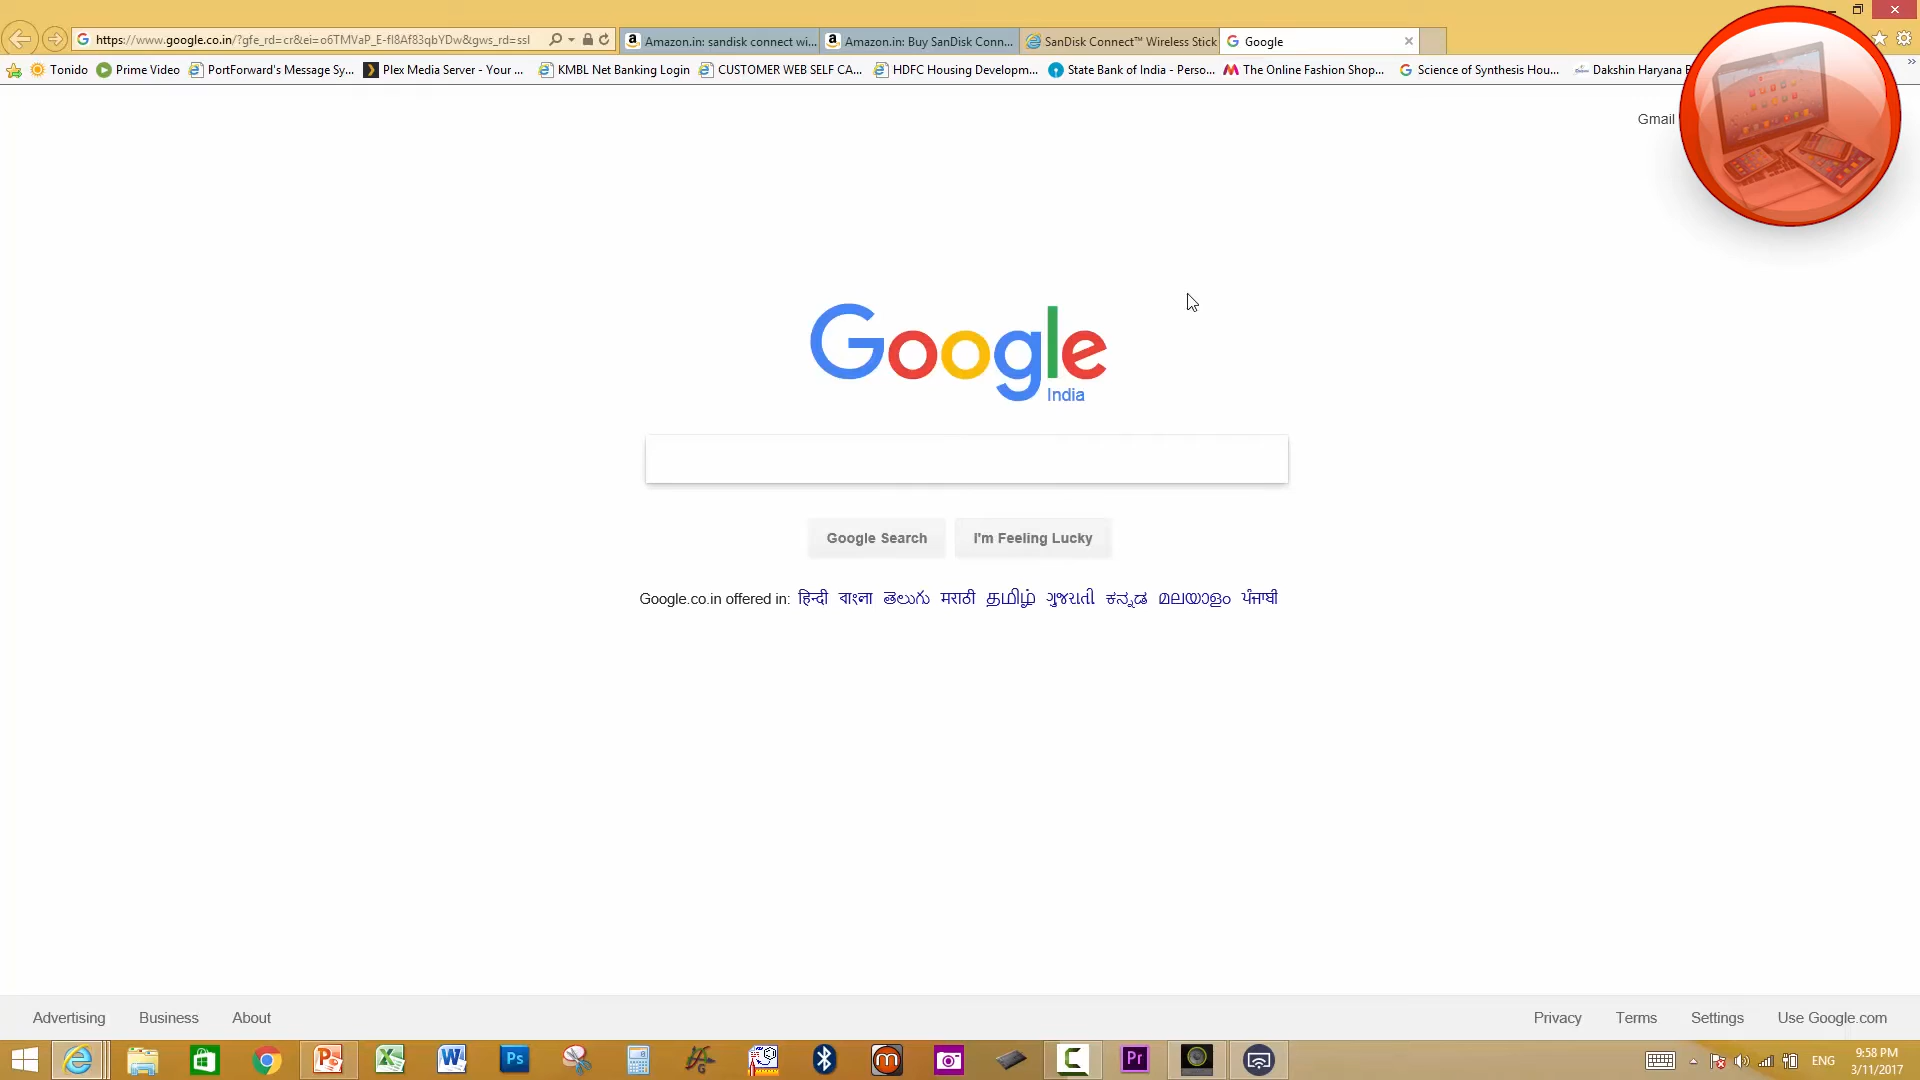 https://www.google.co.in/?gfe_rd=cr&ei=o6TMVaP_E-fI8Af83qbYDw&gws_rd=ssl
Amazon.in: sandisk connect wi...
Amazon.in: Buy SanDisk Conn...
SanDisk Connect™ Wireless Stick
Google
Tonido
Prime Video
PortForward's Message Sy...
Plex Media Server - Your ...
KMBL Net Banking Login
CUSTOMER WEB SELF CA...
HDFC Housing Developm...
State Bank of India - Perso...
The Online Fashion Shop...
Science of Synthesis Hou...
Dakshin Haryana
Gmail
Google
India
Google Search
I'm Feeling Lucky
Google.co.in offered in: हिन्दी বাংলা తెలుగు मराठी தமிழ் ગુજરાતી ಕನ್ನಡ മലയാളം ਪੰਜਾਬੀ
Advertising
Business
About
Privacy
Terms
Settings
Use Google.com
Ps
Pr
ENG
9:58 PM
3/11/2017